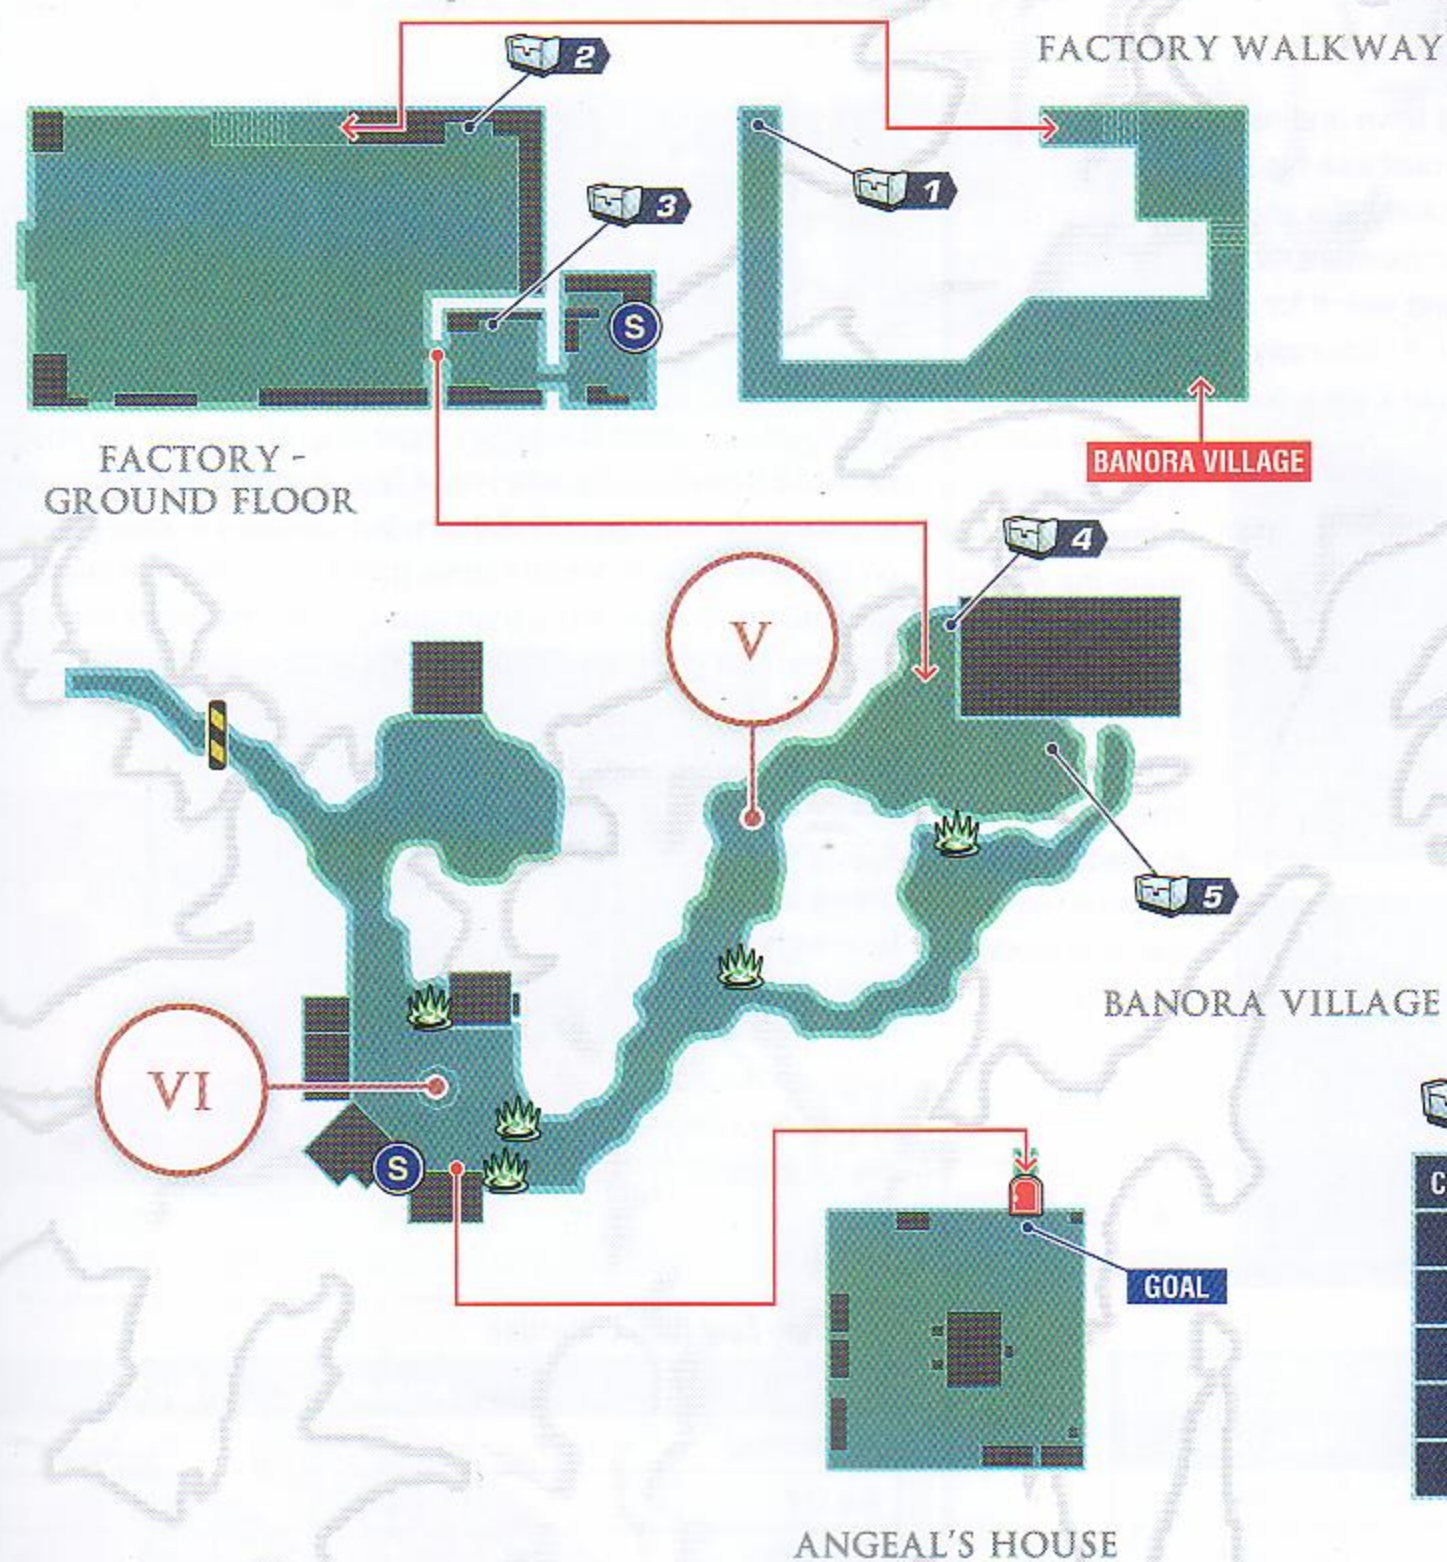 2
FACTORY WALKWAY
1
3
S
BANORA VILLAGE
FACTORY -
GROUND FLOOR
4
V
5
BANORA VILLAGE
VI
S
C
GOAL
ANGEAL'S HOUSE